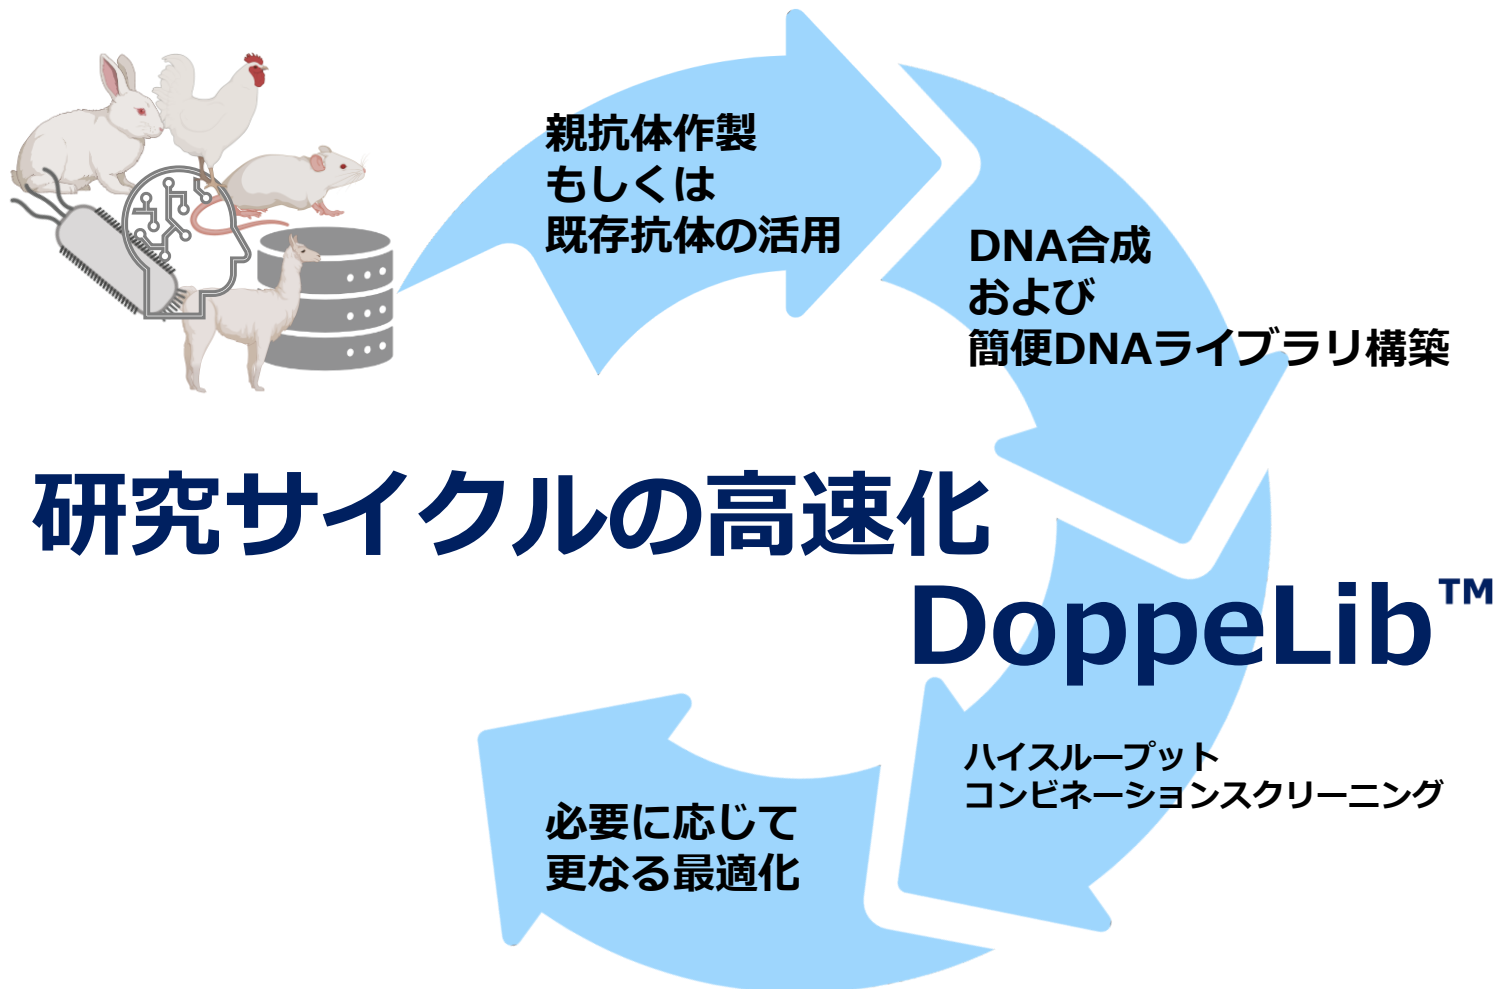 親抗体作製
もしくは
既存抗体の活用
DNA合成
および
簡便DNAライブラリ構築
研究サイクルの高速化
DoppeLib™
ハイスループット
コンビネーションスクリーニング
必要に応じて
更なる最適化